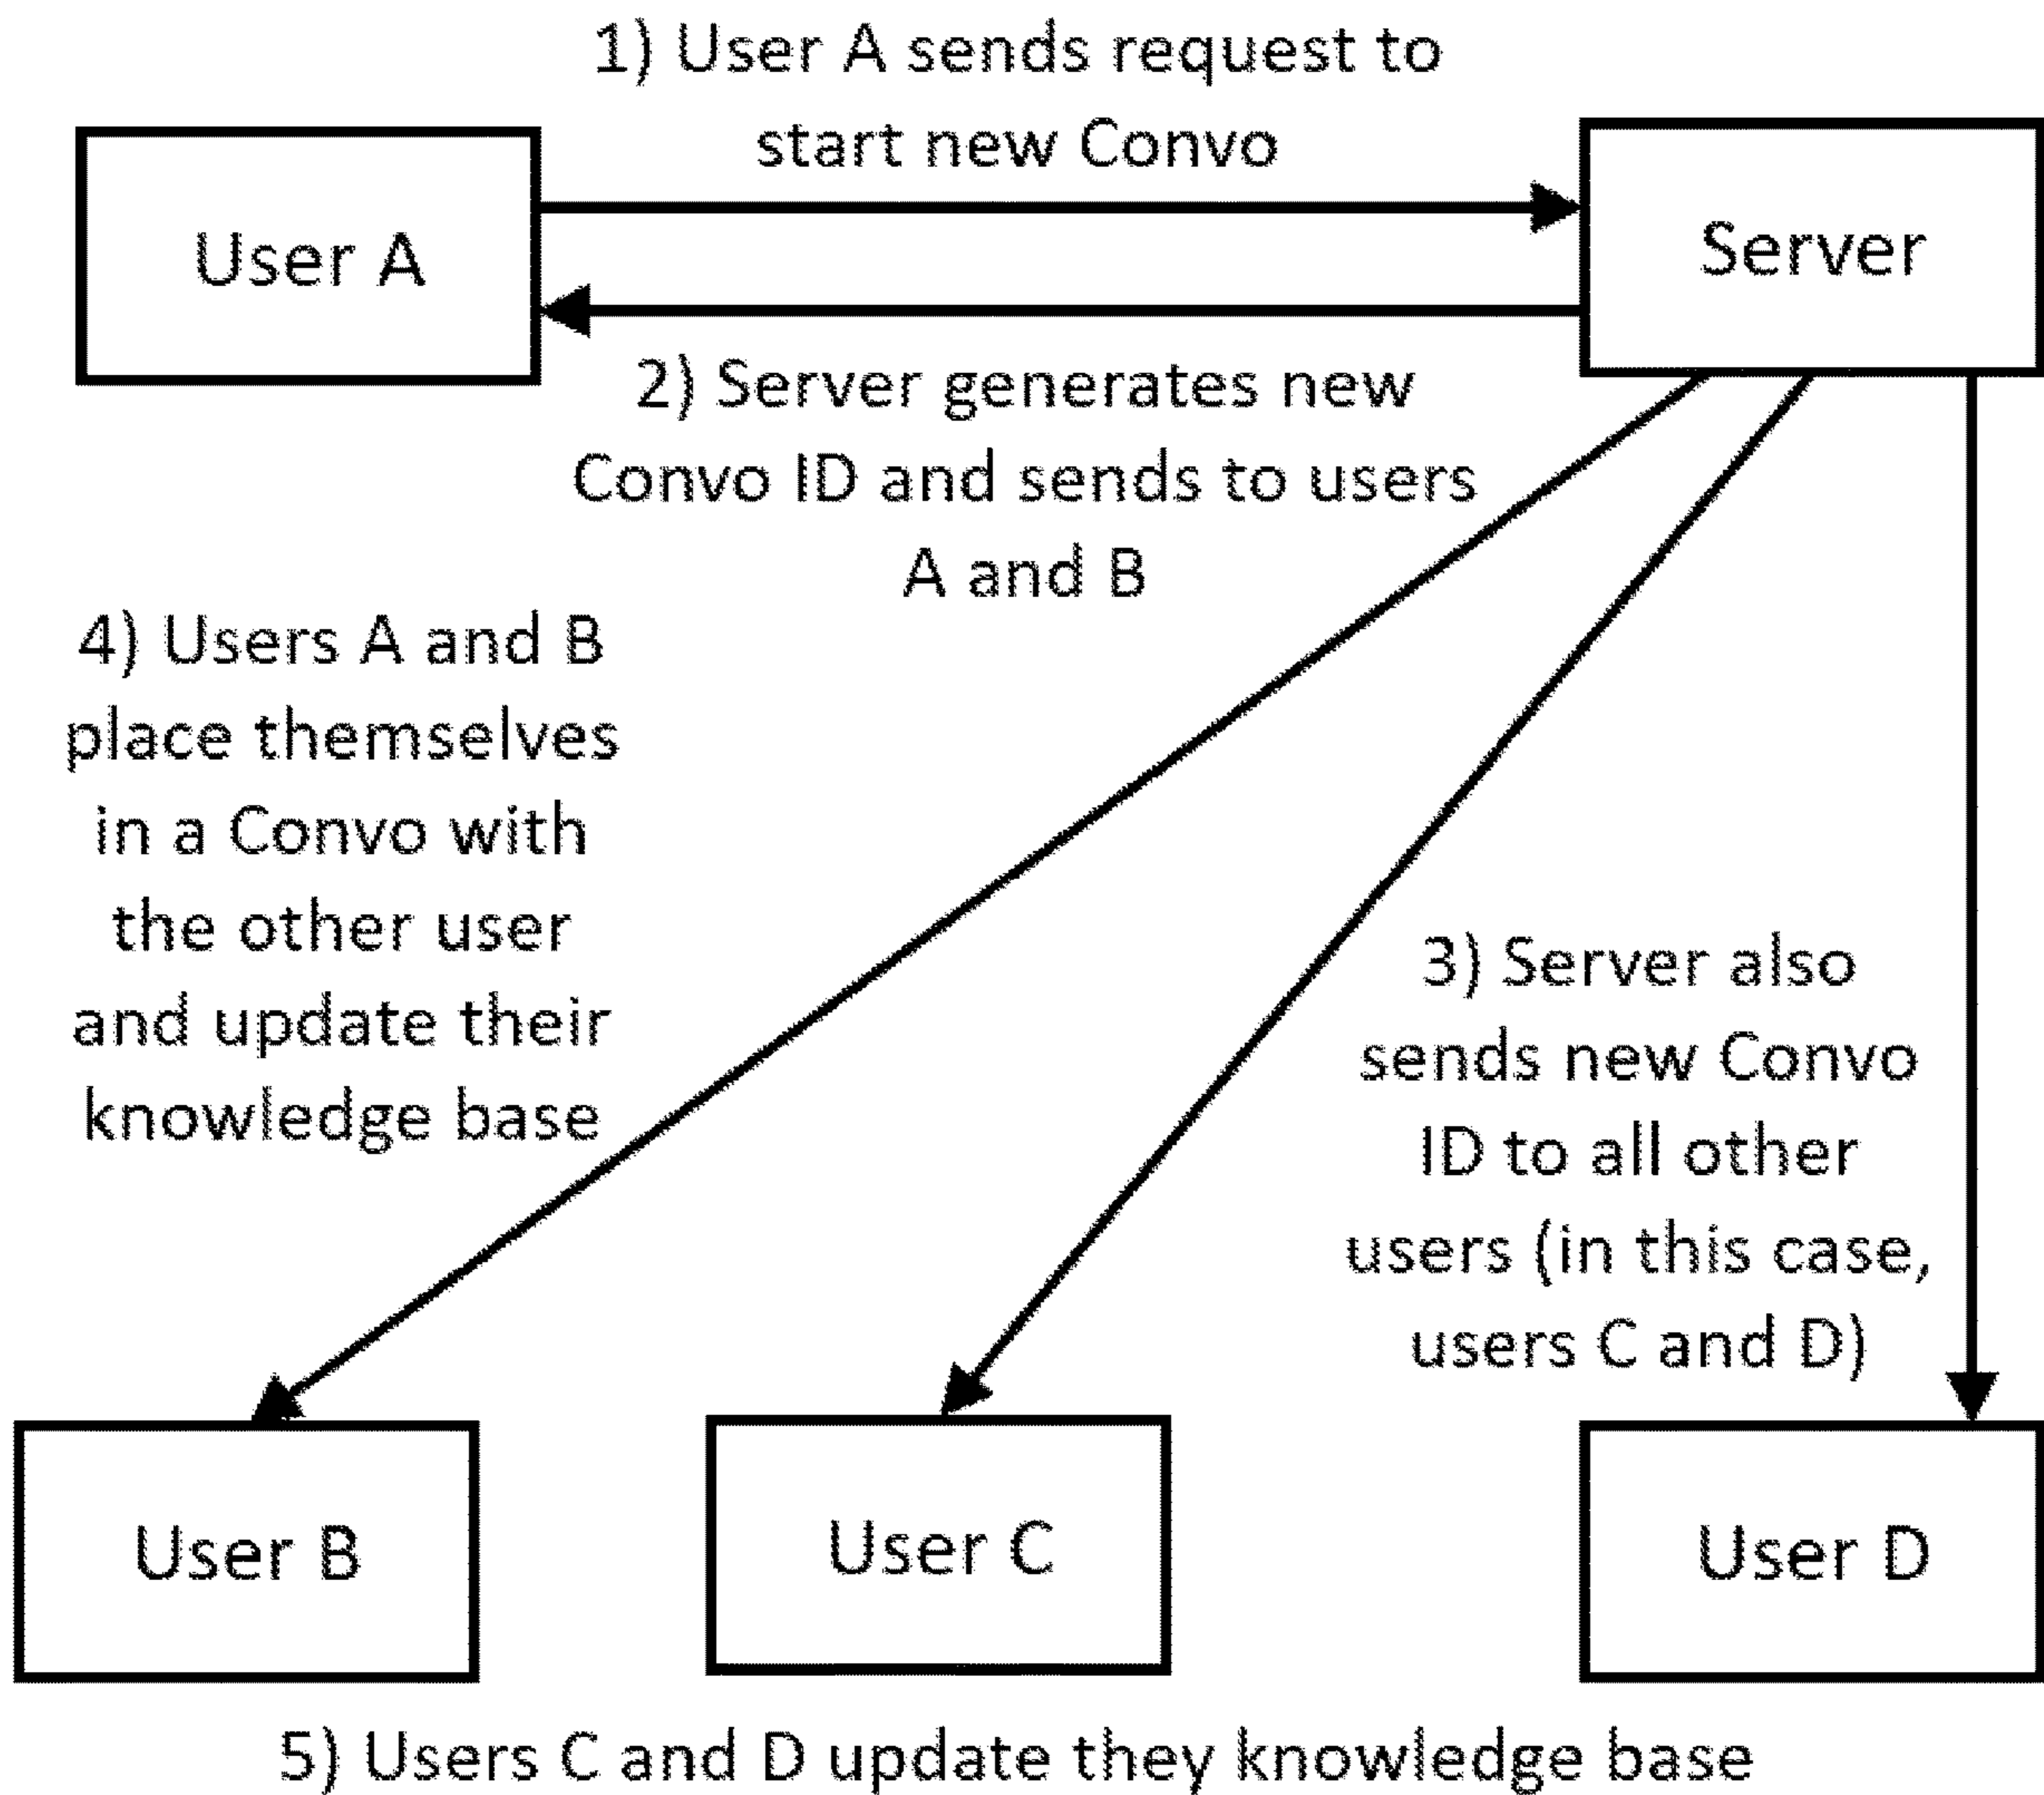 1) User A sends request to
start new Convo
User A
Server
2) Server generates new
Convo ID and sends to users
A and B
4) Users A and B
place themselves
in a Convo with
the other user
and update their
knowledge base
3) Server also
sends new Convo
ID to all other
users (in this case,
users C and D)
User B
User C
User D
5) Users C and D update they knowledge base